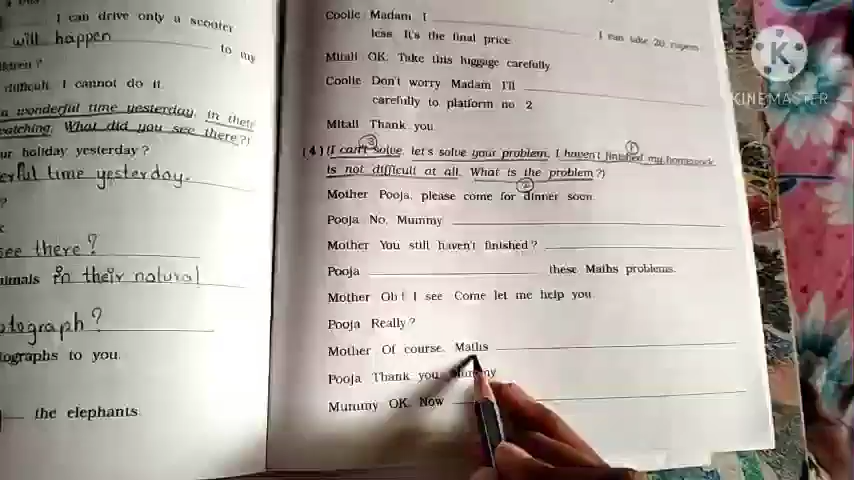 I can drive only a scooter
will happen to my
difficult. I cannot do it.
a wonderful time yesterday, in their
watching, What did you see there?)
ur holiday yesterday?
erful time yesterday.
?
see there?
nimals in their natural
otograph?
tographs to you.
the elephants.
Coolie Madam I
less. It's the final price. I can take 20 rupees
Mitali OK. Take this luggage carefully.
Coolie Don't worry Madam I'll
carefully to platform no 2
Mitali Thank you.
(4) (I can't solve, let's solve your problem, I haven't finished my homework,
3 1
is not difficult at all, What is the problem?)
2
Mother Pooja, please come for dinner soon.
Pooja No, Mummy
Mother You still haven't finished?
Pooja these Maths problems.
Mother Oh! I see Come let me help you.
Pooja Really?
Mother Of course. Maths
Pooja Thank you Mummy
Mummy OK. Now
K
KINEMASTER